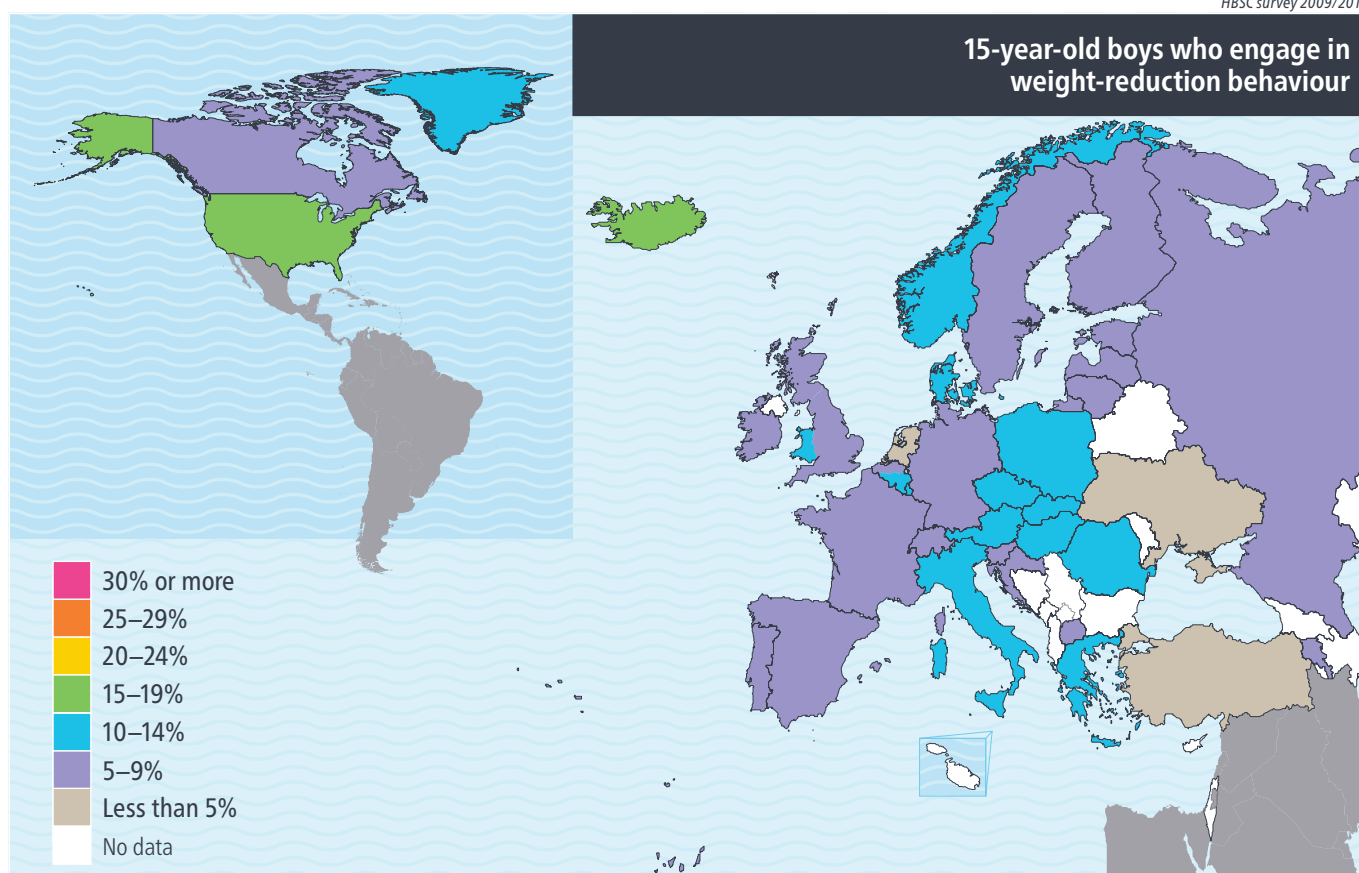 HBSC survey 2009/201
15-year-old boys who engage in
weight-reduction behaviour
30% or more
25–29%
20–24%
15–19%
10–14%
5–9%
Less than 5%
No data